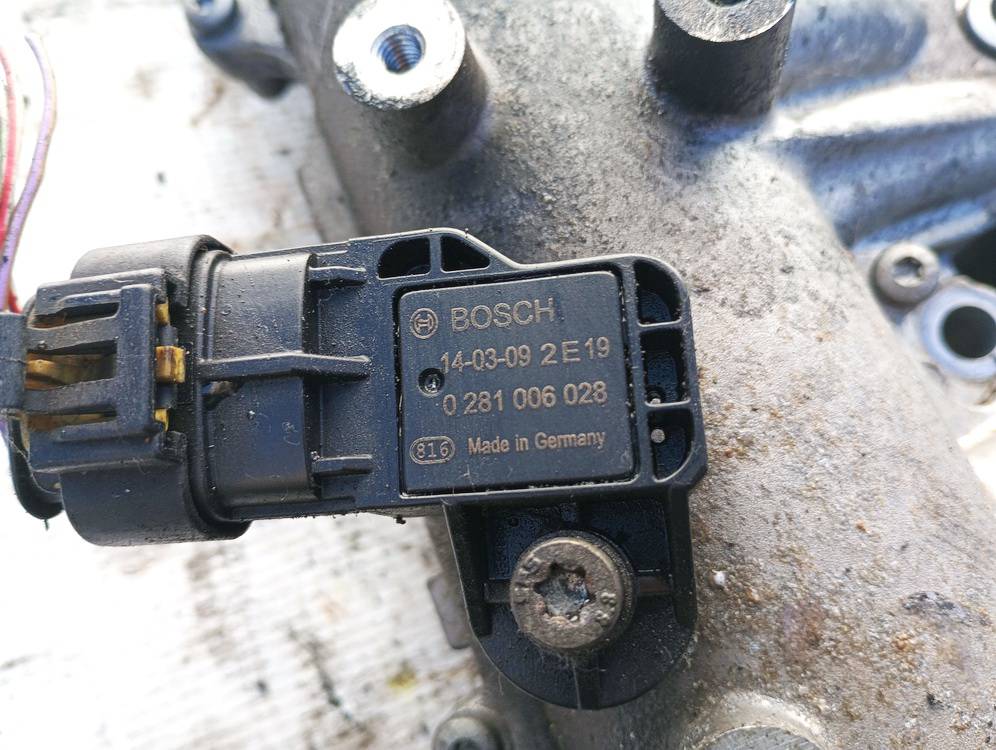 BOSCH
14-03-09 2E19
0 281 006 028
816 Made in Germany